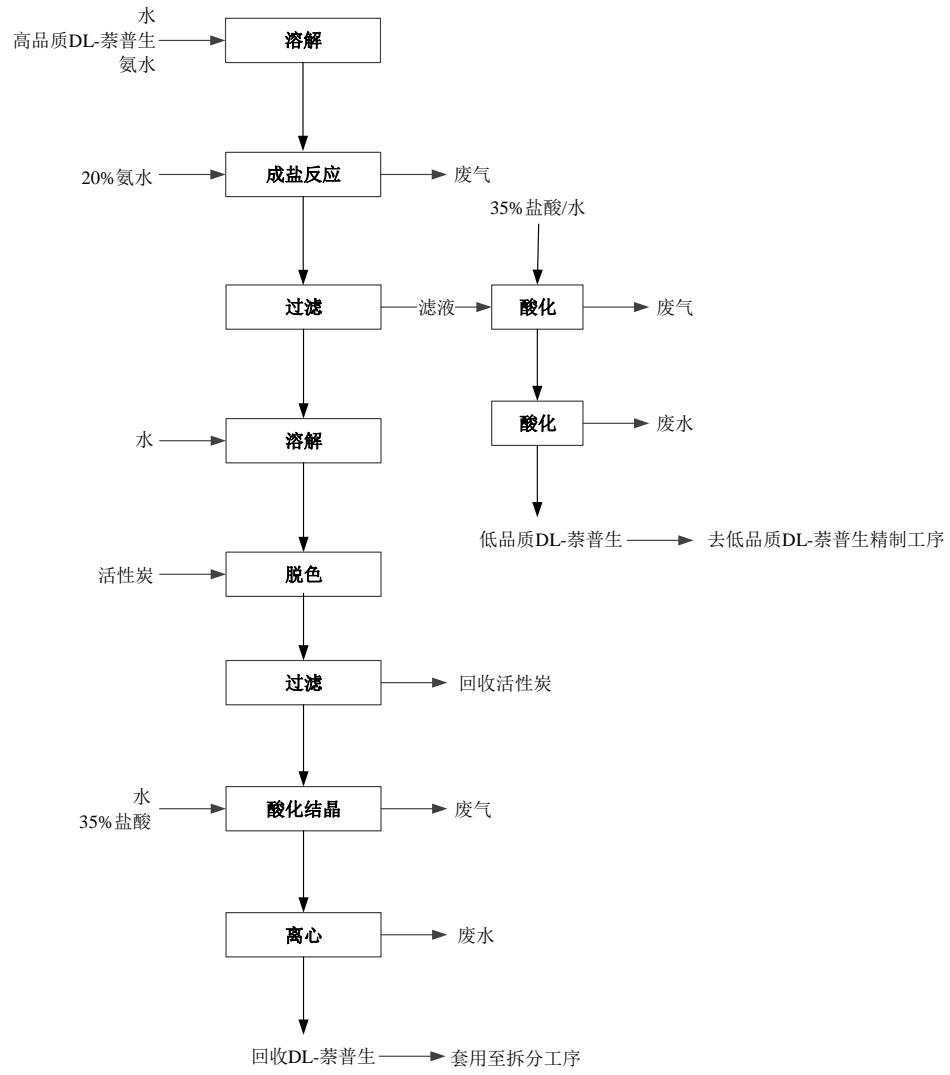 水
高品质DL-萘普生
氨水
溶解
20%氨水
成盐反应
废气
35%盐酸/水
过滤
滤液
酸化
废气
水
溶解
酸化
废水
低品质DL-萘普生
去低品质DL-萘普生精制工序
活性炭
脱色
过滤
回收活性炭
水
35%盐酸
酸化结晶
废气
离心
废水
回收DL-萘普生
套用至拆分工序